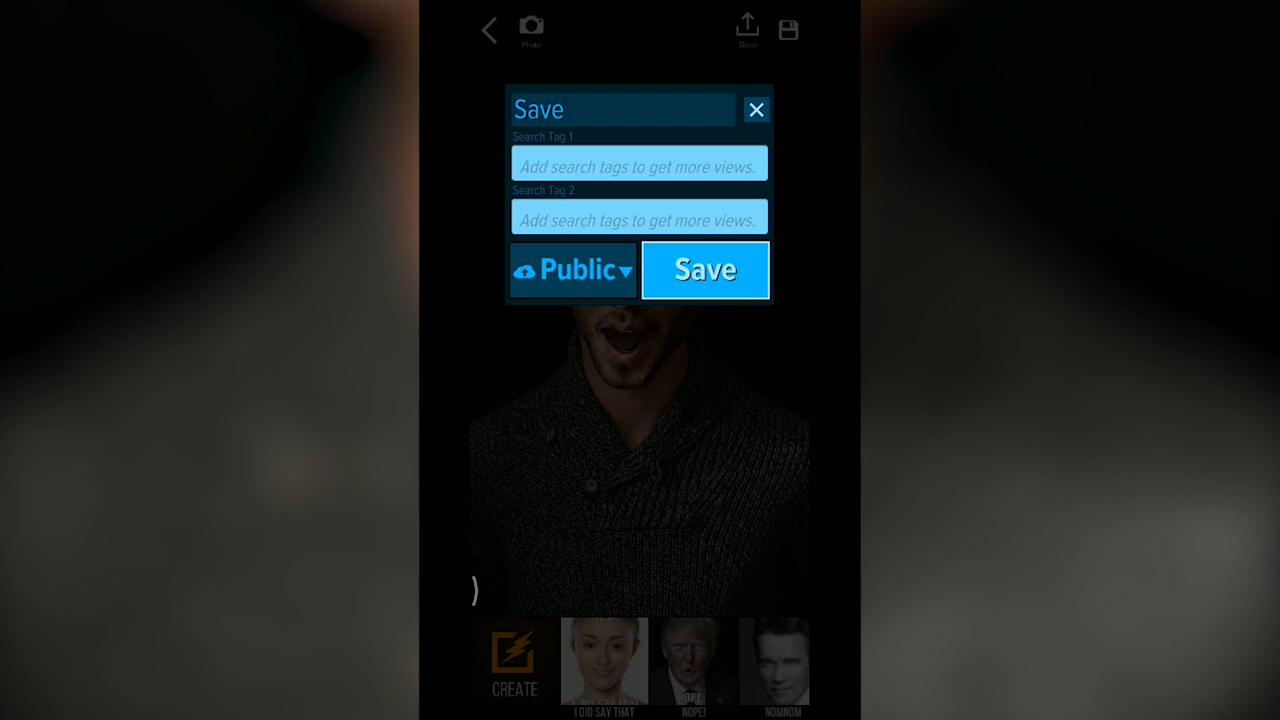 Photo
Share
Save
Search Tag 1
Add search tags to get more views.
Search Tag 2
Add search tags to get more views.
Public
Save
CREATE
I DID SAY THAT
NOPE!
NOMNOM